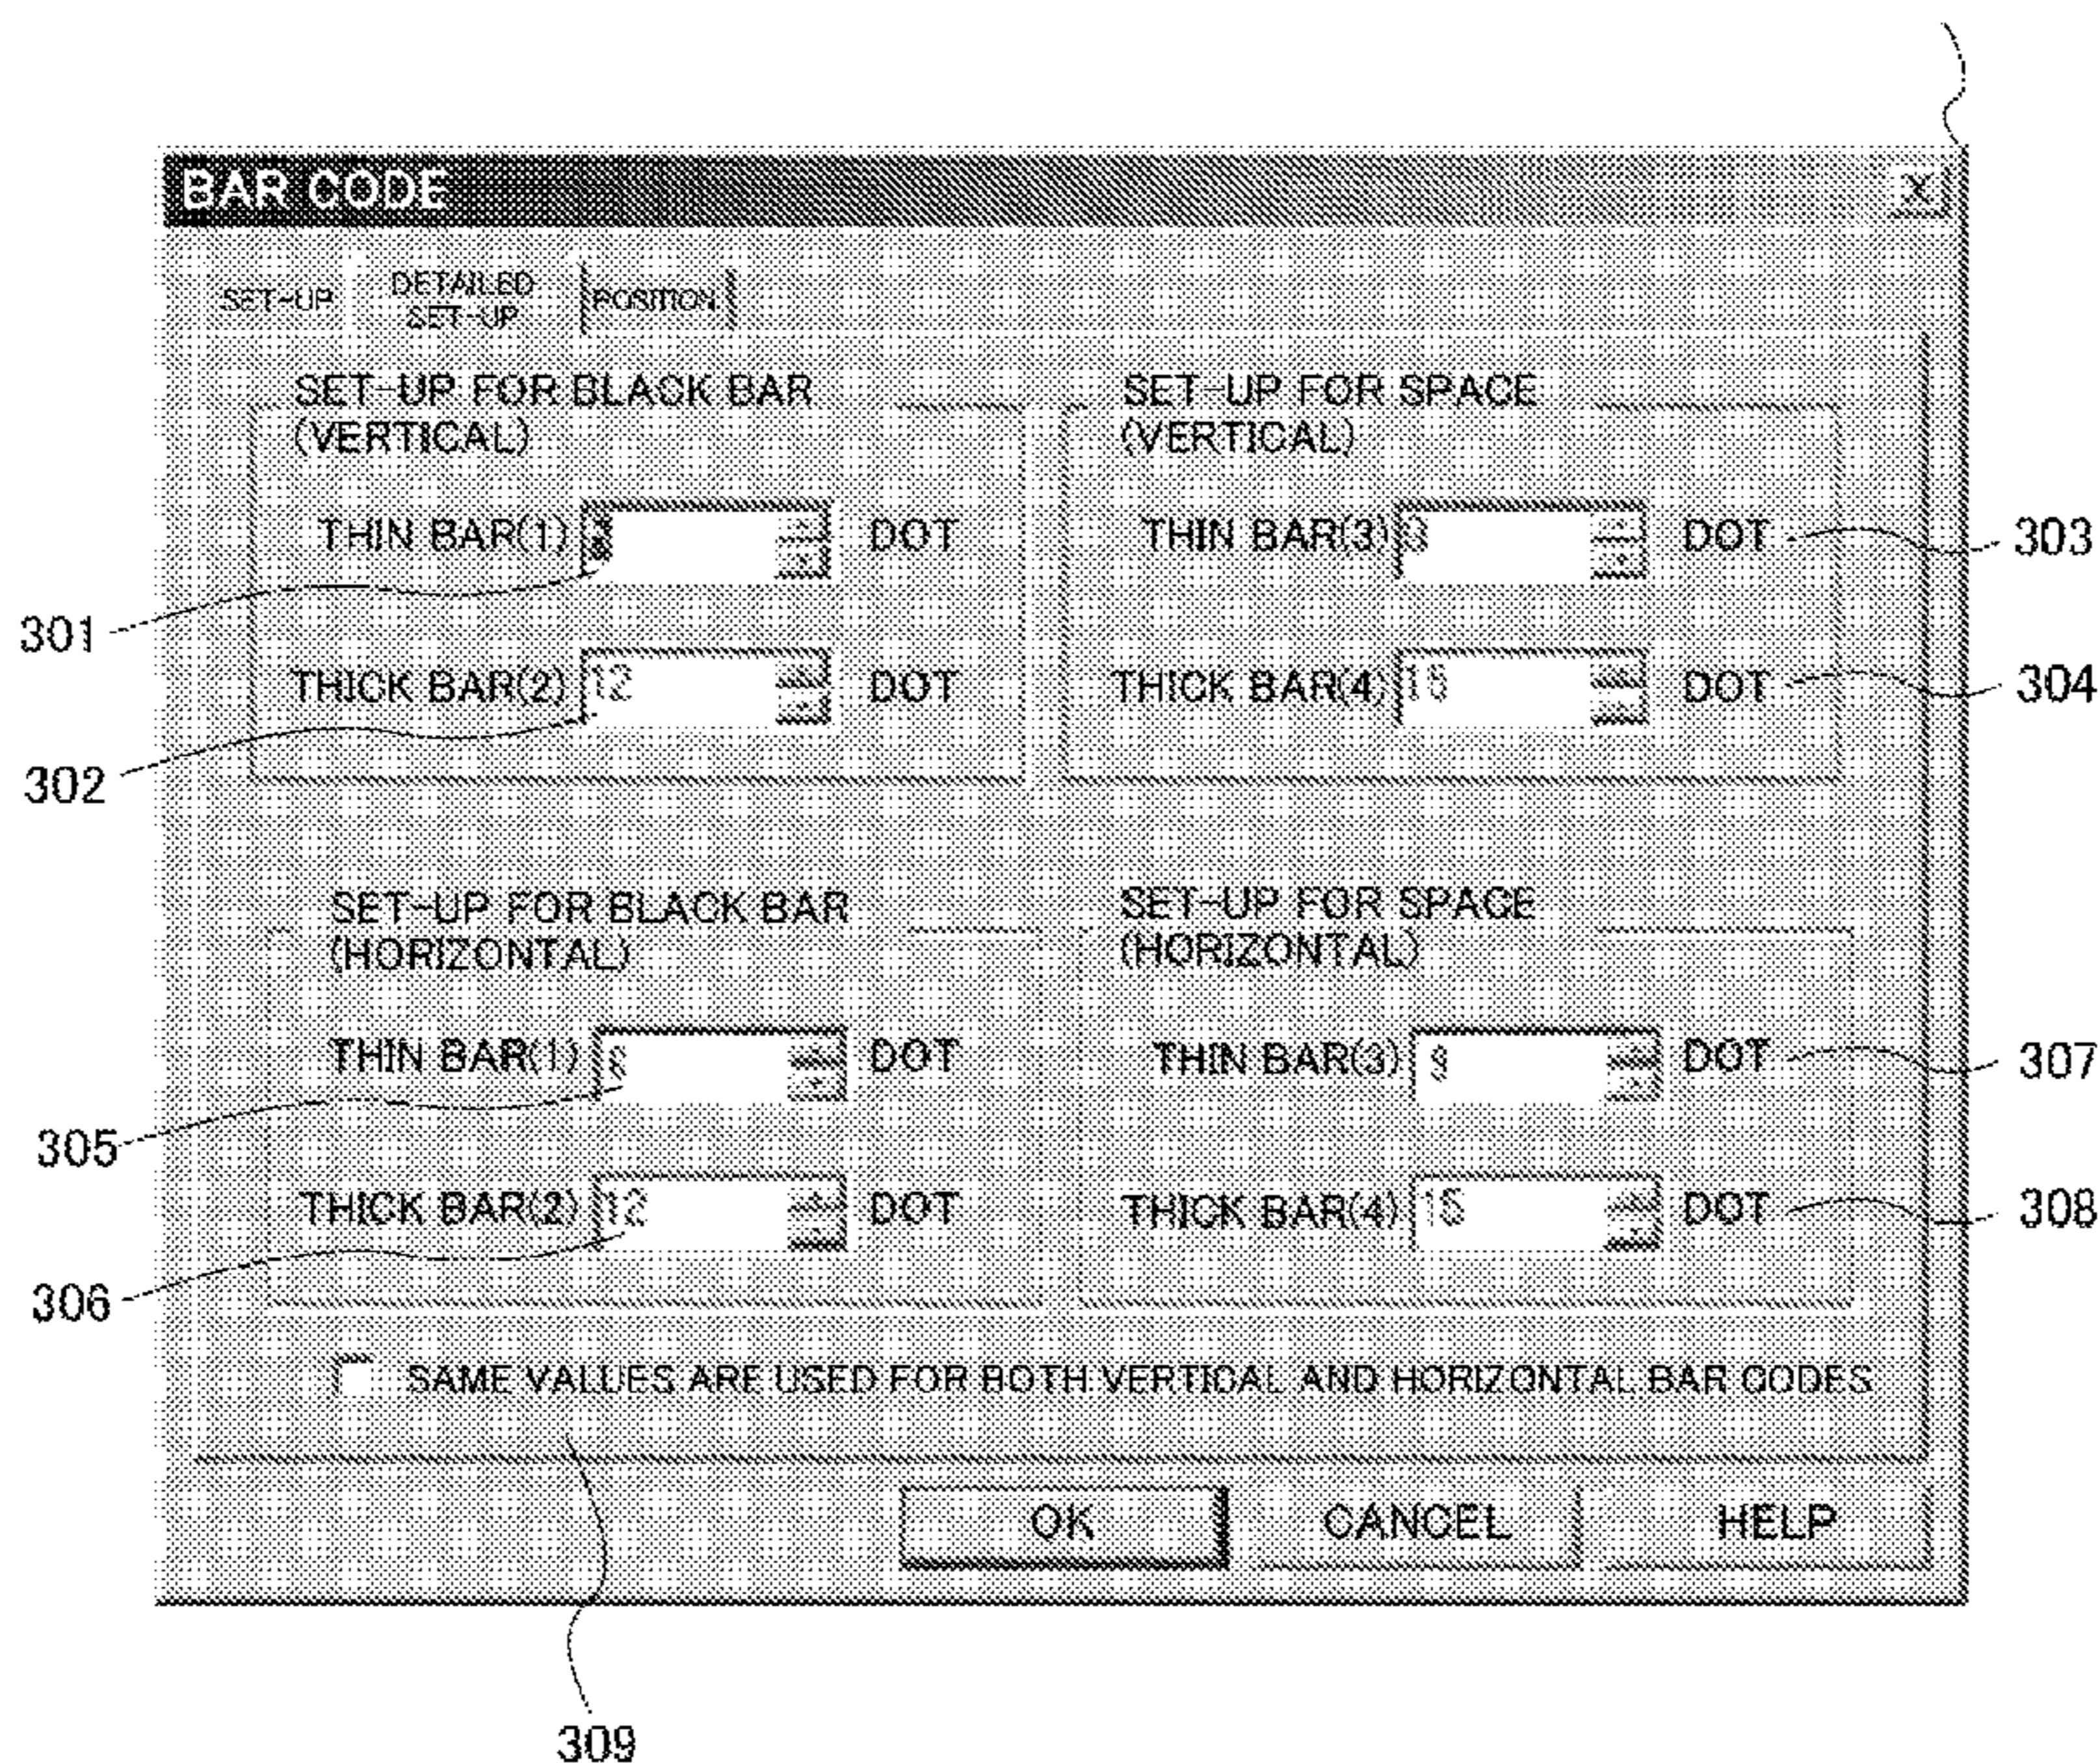 BAR CODE
X
SET-UP
DETAILED
SET-UP
POSITION
SET-UP FOR BLACK BAR
(VERTICAL)
THIN BAR(1) DOT
301
THICK BAR(2) 12 DOT
302
SET-UP FOR SPACE
(VERTICAL)
THIN BAR(3) DOT
303
THICK BAR(4) DOT
304
SET-UP FOR BLACK BAR
(HORIZONTAL)
THIN BAR(1) 6 DOT
305
THICK BAR(2) 12 DOT
306
SET-UP FOR SPACE
(HORIZONTAL)
THIN BAR(3) DOT
307
THICK BAR(4) 15 DOT
308
SAME VALUES ARE USED FOR BOTH VERTICAL AND HORIZONTAL BAR CODES
OK
CANCEL
HELP
309